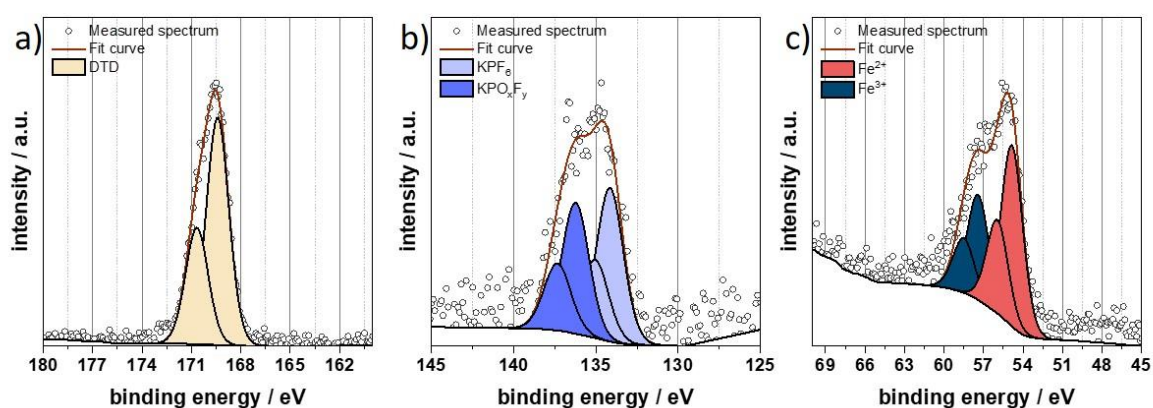 a)
Measured spectrum
Fit curve
DTD
intensity / a.u.
180 177 174 171 168 165 162
binding energy / eV
b)
Measured spectrum
Fit curve
KPF₆
KPOₓFᵧ
intensity / a.u.
145 140 135 130 125
binding energy / eV
c)
Measured spectrum
Fit curve
Fe²⁺
Fe³⁺
intensity / a.u.
69 66 63 60 57 54 51 48 45
binding energy / eV